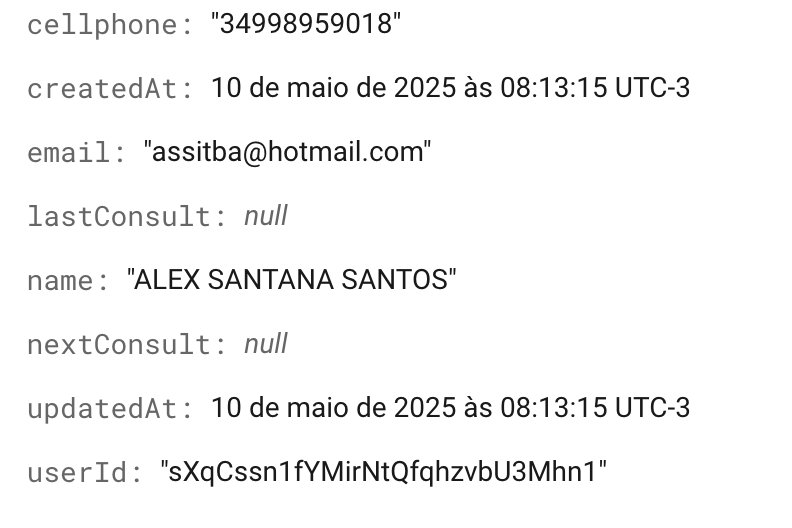 cellphone: "34998959018"
createdAt: 10 de maio de 2025 às 08:13:15 UTC-3
email: "assitba@hotmail.com"
lastConsult: null
name: "ALEX SANTANA SANTOS"
nextConsult: null
updatedAt: 10 de maio de 2025 às 08:13:15 UTC-3
userId: "sXqCssn1fYMirNtQfqhzvbU3Mhn1"